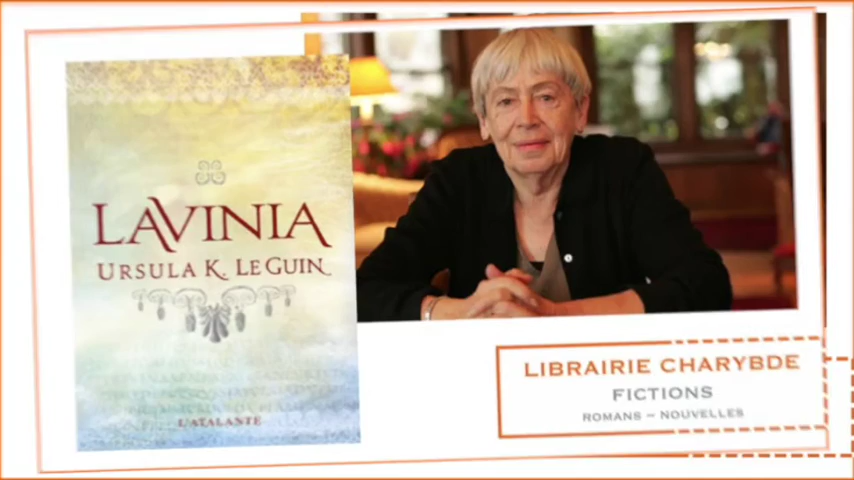 LAVINIA
URSULA K. LE GUIN
L'ATALANTE
LIBRAIRIE CHARYBDE
FICTIONS
ROMANS – NOUVELLES